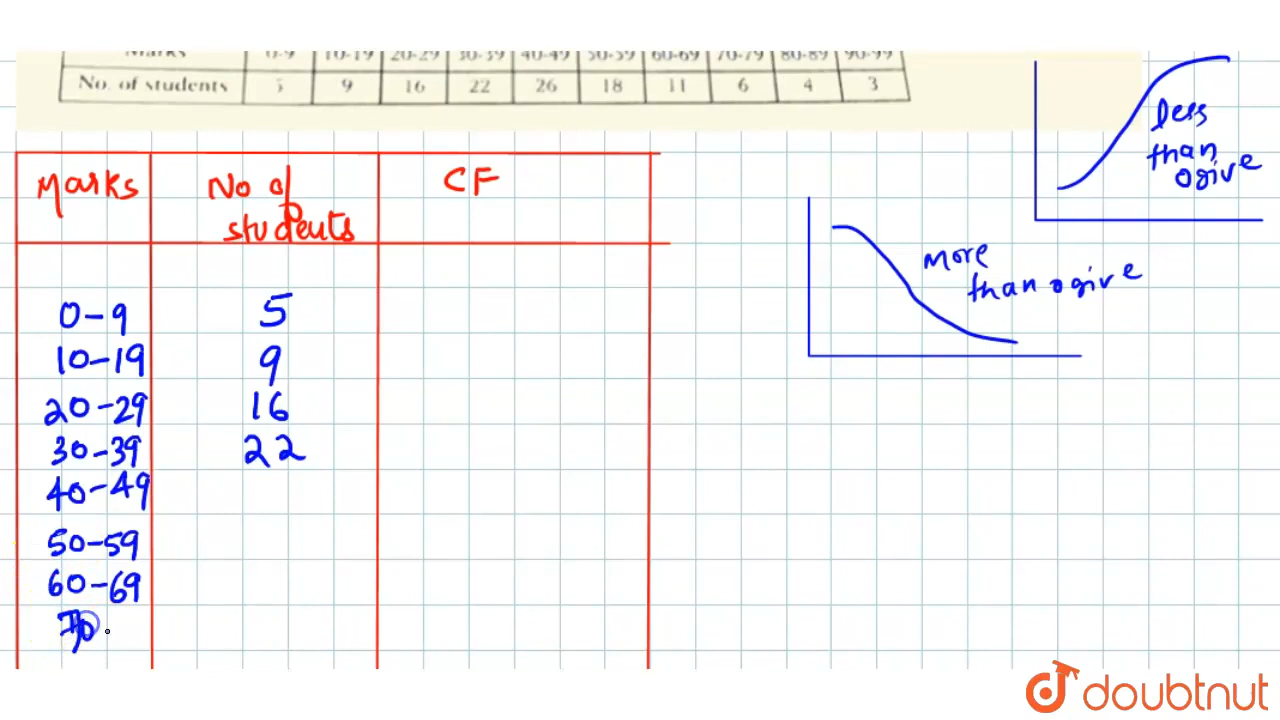 Marks 0-9 10-19 20-29 30-39 40-49 50-59 60-69 70-79 80-89 90-99
No. of students 5 9 16 22 26 18 11 6 4 3
less
than
ogive
More
than ogive
Marks No of students CF
0-9 5
10-19 9
20-29 16
30-39 22
40-49
50-59
60-69
70
doubtnut